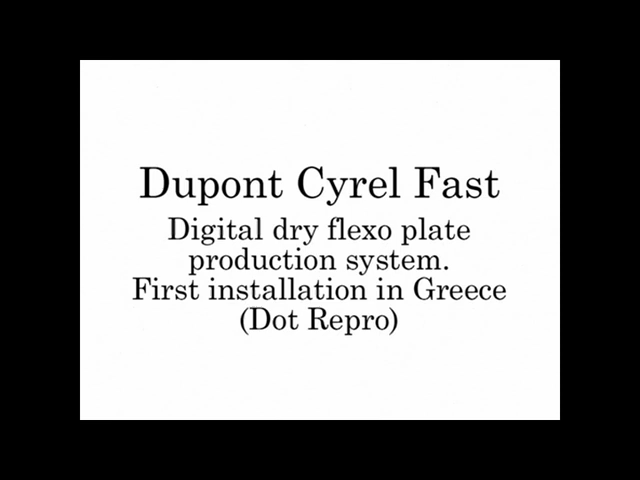 Dupont Cyrel Fast
Digital dry flexo plate
production system.
First installation in Greece
(Dot Repro)